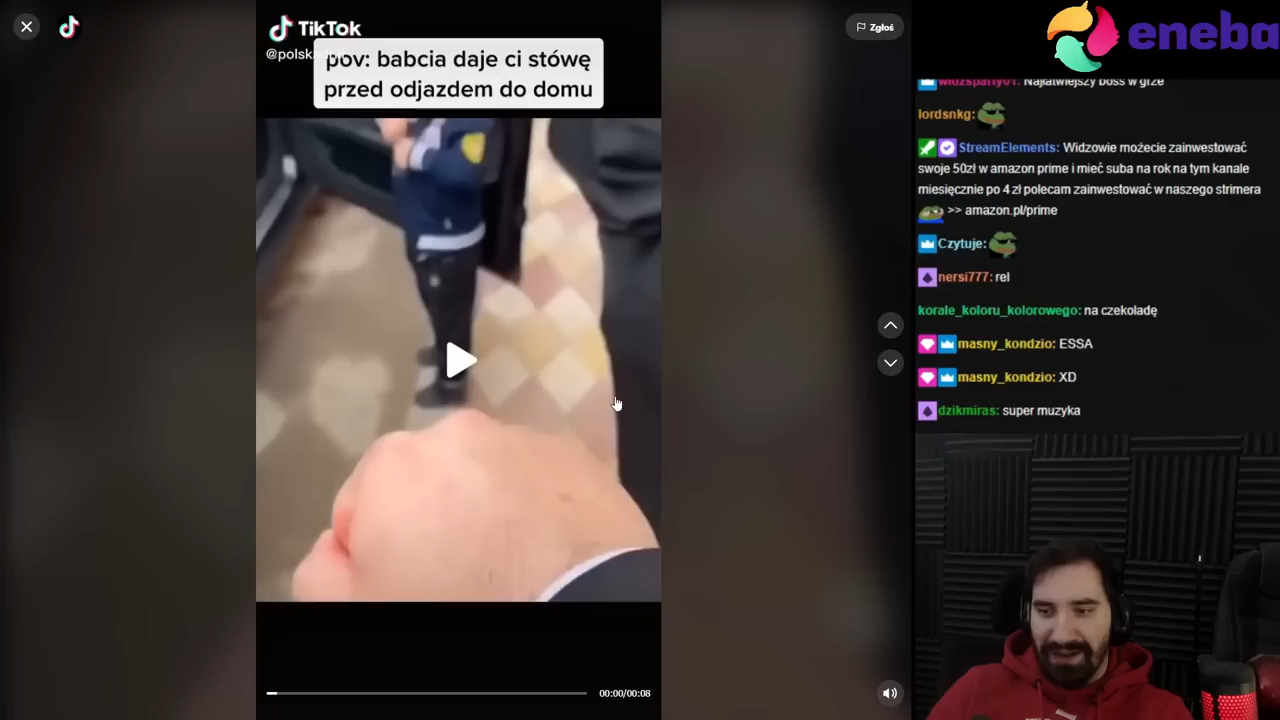 TikTok
@polsk
pov: babcia daje ci stówę
przed odjazdem do domu
00:00/00:08
Zgłoś
eneba
Najłatwiejszy boss w grze
lordsnkg:
StreamElements: Widzowie możecie zainwestować
swoje 50zł w amazon prime i mieć suba na rok na tym kanale
miesięcznie po 4 zł polecam zainwestować w naszego strimera
>> amazon.pl/prime
Czytuje:
nersi777: rel
korale_koloru_kolorowego: na czekoladę
masny_kondzio: ESSA
masny_kondzio: XD
dzikmiras: super muzyka